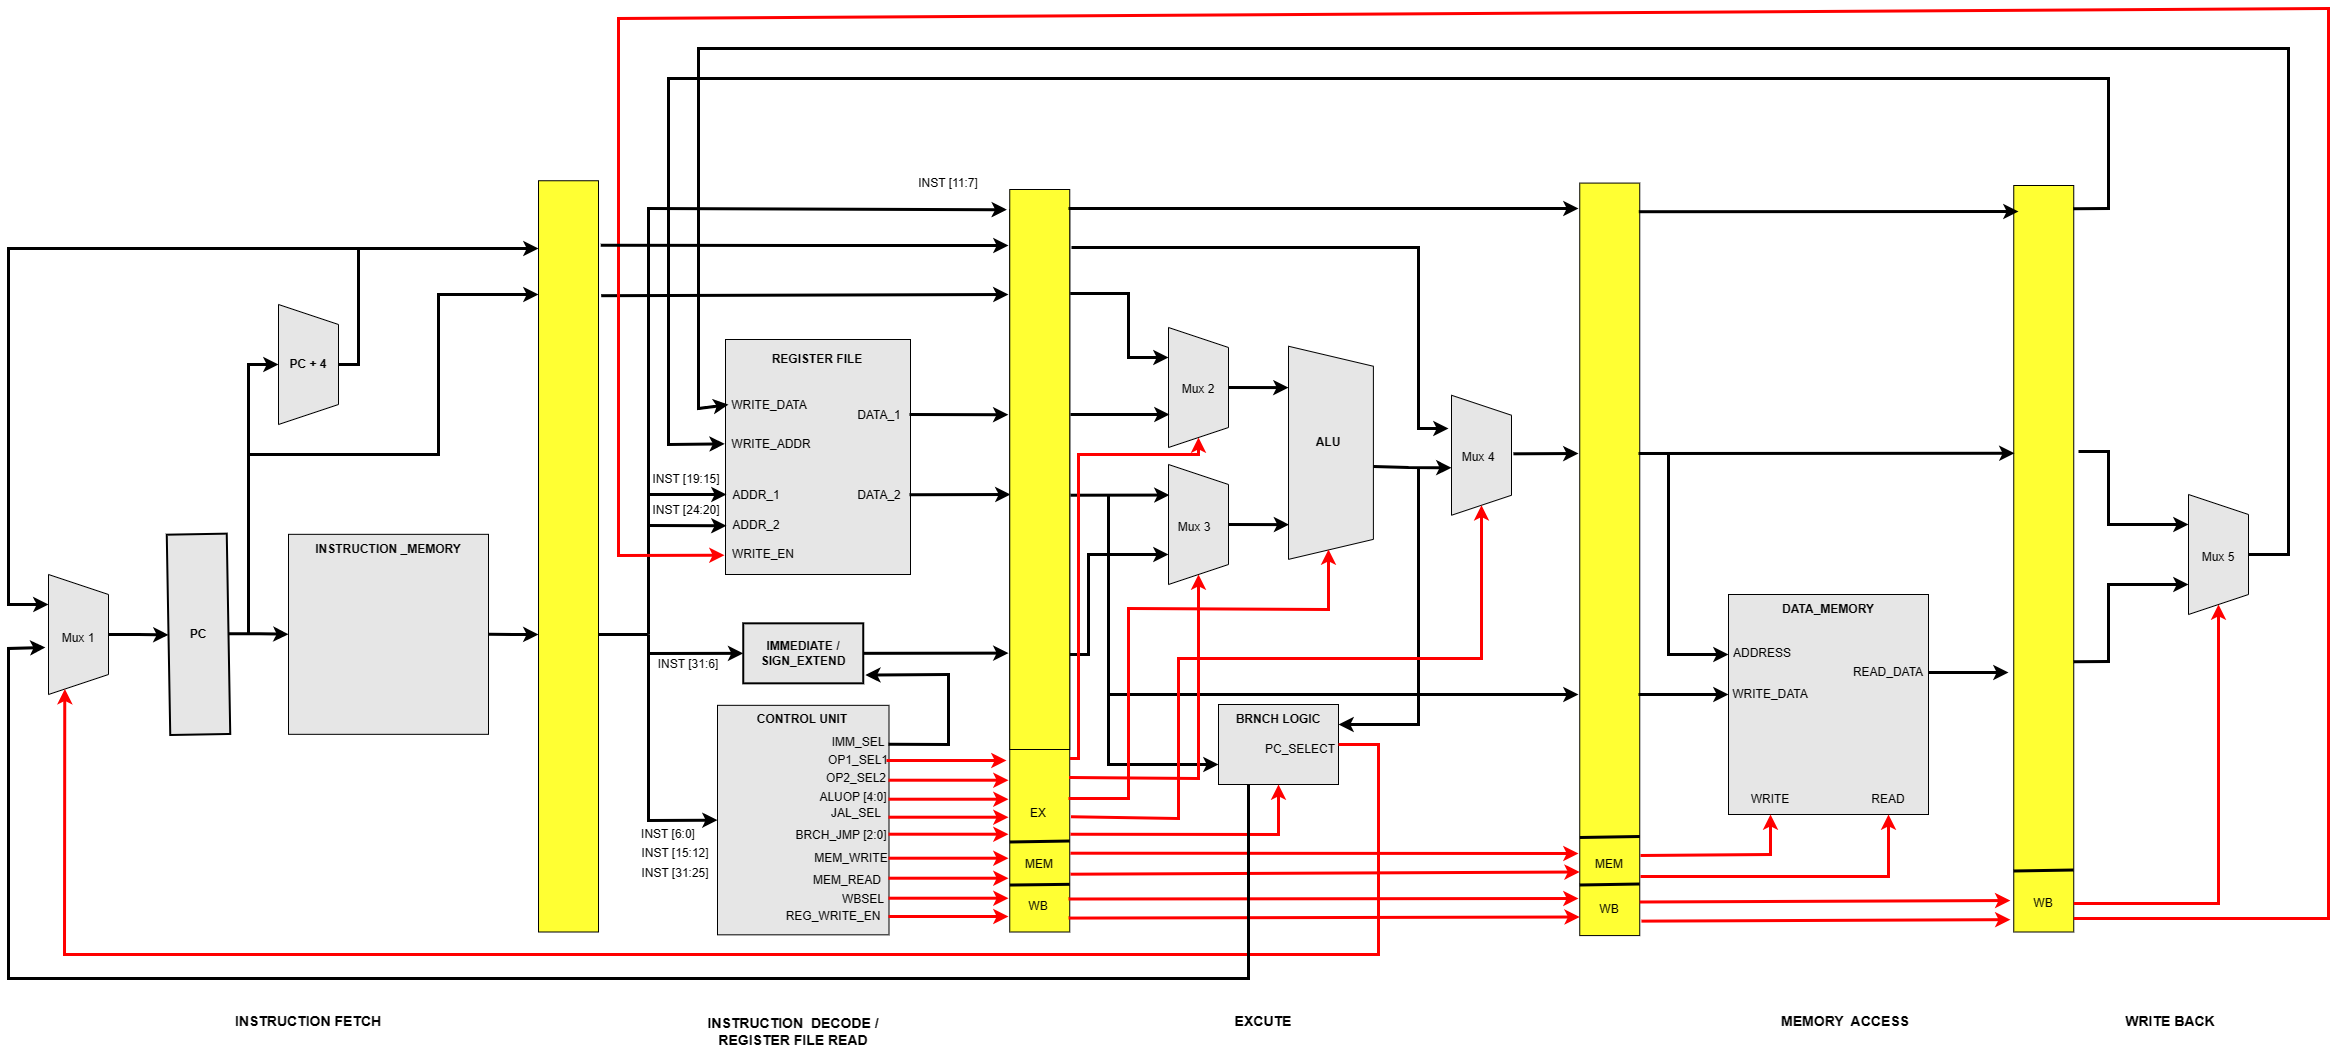 INST [11:7]
PC + 4
REGISTER FILE
WRITE_DATA
DATA_1
WRITE_ADDR
INST [19:15]
ADDR_1
DATA_2
INST [24:20]
ADDR_2
WRITE_EN
Mux 2
ALU
Mux 4
Mux 3
Mux 5
INSTRUCTION _MEMORY
Mux 1
PC
IMMEDIATE /
SIGN_EXTEND
INST [31:6]
DATA_MEMORY
ADDRESS
READ_DATA
WRITE_DATA
WRITE
READ
CONTROL UNIT
IMM_SEL
OP1_SEL1
OP2_SEL2
ALUOP [4:0]
JAL_SEL
BRCH_JMP [2:0]
MEM_WRITE
MEM_READ
WBSEL
REG_WRITE_EN
INST [6:0]
INST [15:12]
INST [31:25]
BRNCH LOGIC
PC_SELECT
EX
MEM
WB
MEM
WB
WB
INSTRUCTION FETCH
INSTRUCTION  DECODE /
REGISTER FILE READ
EXCUTE
MEMORY  ACCESS
WRITE BACK